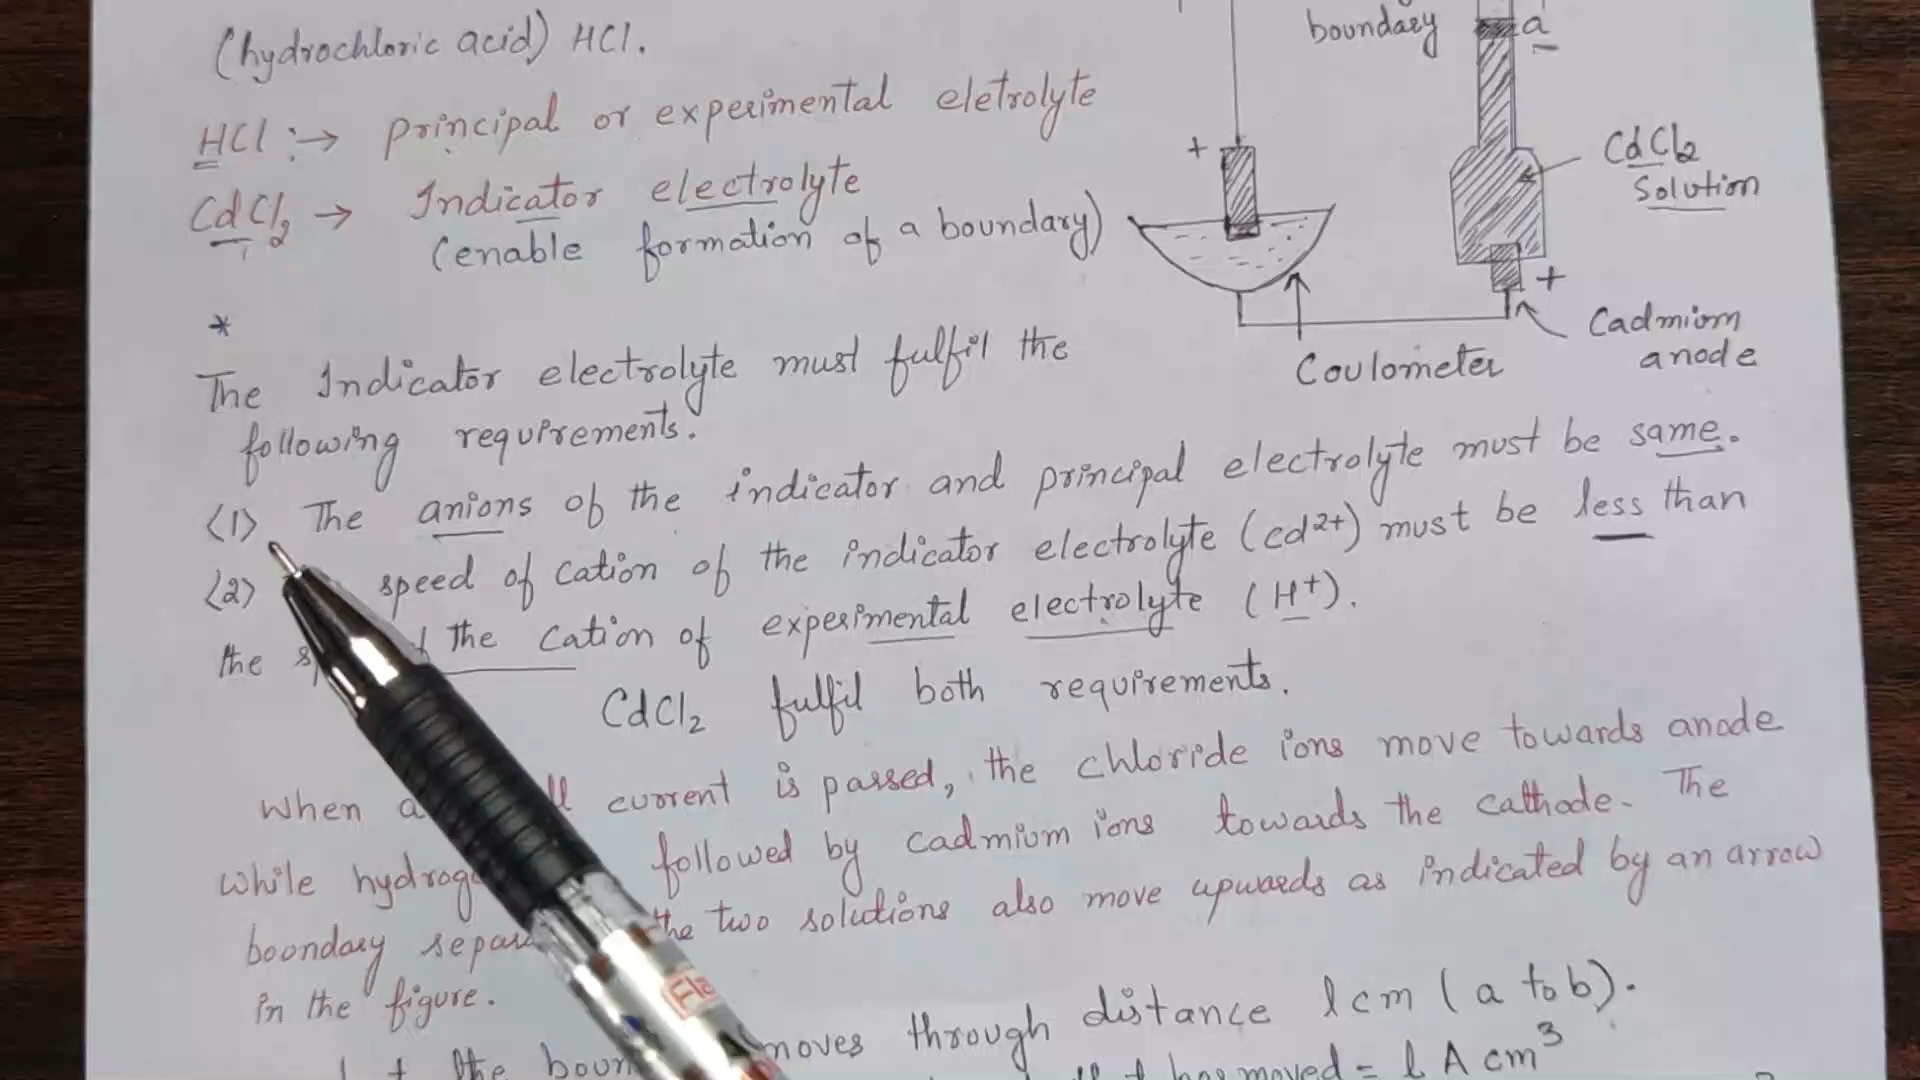 (hydrochloric acid) HCl.
HCl :→ principal or experimental eletrolyte
CdCl2 → Indicator electrolyte
(enable formation of a boundary)
boundary
a
+
CdCl2
Solution
+
Cadmium
anode
Coulometer
*
The Indicator electrolyte must fulfil the
following requirements.
(1) The anions of the indicator and principal electrolyte must be same.
(2) speed of cation of the indicator electrolyte (cd2+) must be less than
the the cation of experimental electrolyte (H+).
CdCl2 fulfil both requirements.
When a current is passed, the chloride ions move towards anode
while followed by cadmium ions towards the cathode. The
boundary the two solutions also move upwards as indicated by an arrow
in the figure.
the moves through distance l cm (a to b).
moved = l A cm3